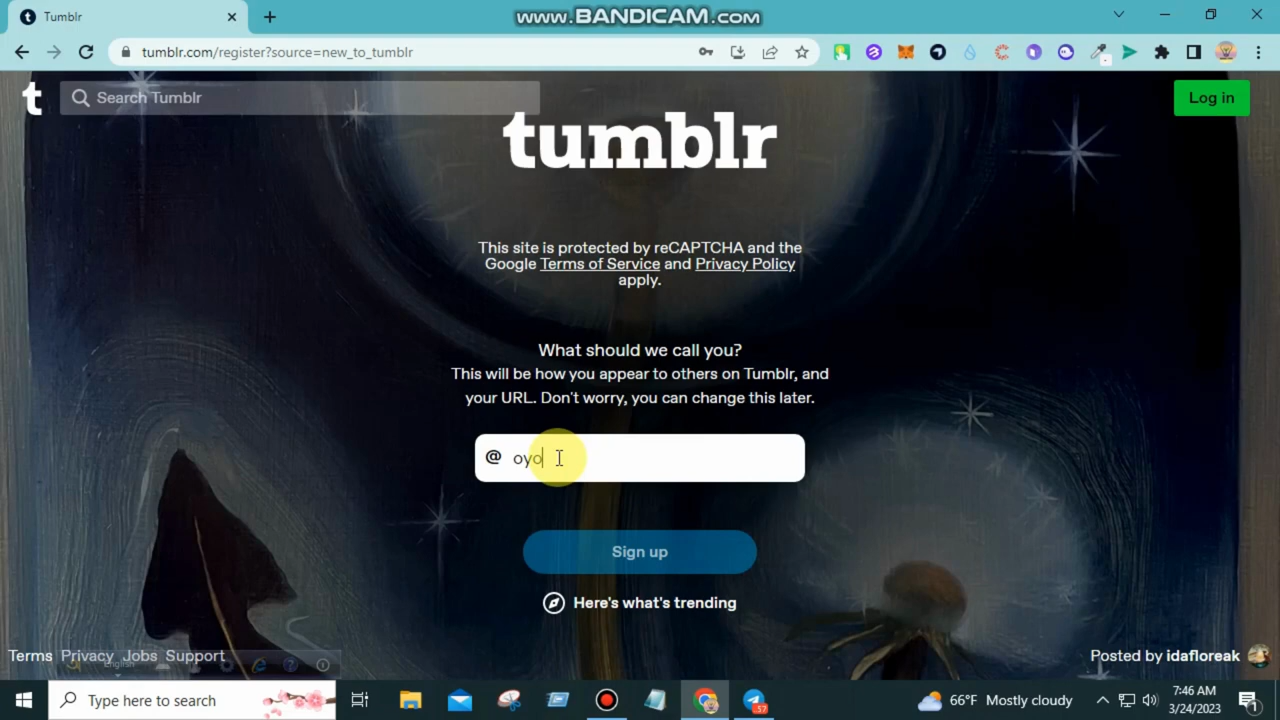 Tumblr
www.BANDICAM.com
tumblr.com/register?source=new_to_tumblr
t Search Tumblr
Log in
tumblr
This site is protected by reCAPTCHA and the
Google Terms of Service and Privacy Policy
apply.
What should we call you?
This will be how you appear to others on Tumblr, and
your URL. Don't worry, you can change this later.
@ oyo
Sign up
Here's what's trending
Terms Privacy Jobs Support
English
Posted by idafloreak
Type here to search
57
66°F Mostly cloudy
7:46 AM
3/24/2023
1